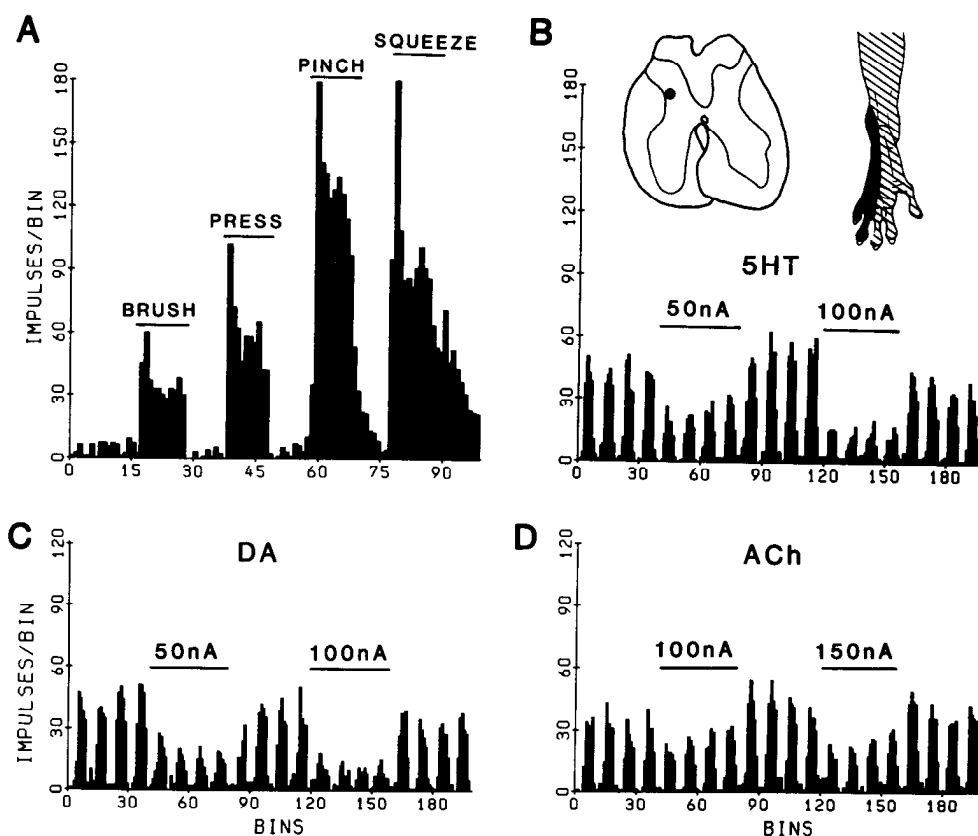 A
BRUSH
PRESS
PINCH
SQUEEZE
IMPULSES/BIN
180
150
120
90
60
30
0
0 15 30 45 60 75 90
B
5HT
50nA 100nA
180
150
120
90
60
30
0
0 30 60 90 120 150 180
C
DA
50nA 100nA
IMPULSES/BIN
120
90
60
30
0
0 30 60 90 120 150 180
BINS
D
ACh
100nA 150nA
120
90
60
30
0
0 30 60 90 120 150 180
BINS